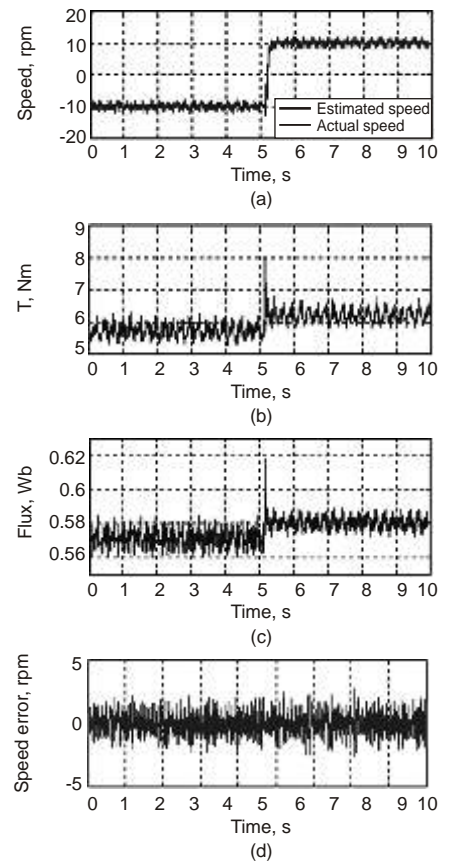 20
10
0
-10
-20
Speed, rpm
Estimated speed
Actual speed
0 1 2 3 4 5 6 7 8 9 10
Time, s
(a)
9
8
7
6
5
T, Nm
0 1 2 3 4 5 6 7 8 9 10
Time, s
(b)
0.62
0.6
0.58
0.56
Flux, Wb
0 1 2 3 4 5 6 7 8 9 10
Time, s
(c)
5
0
-5
Speed error, rpm
0 1 2 3 4 5 6 7 8 9 10
Time, s
(d)